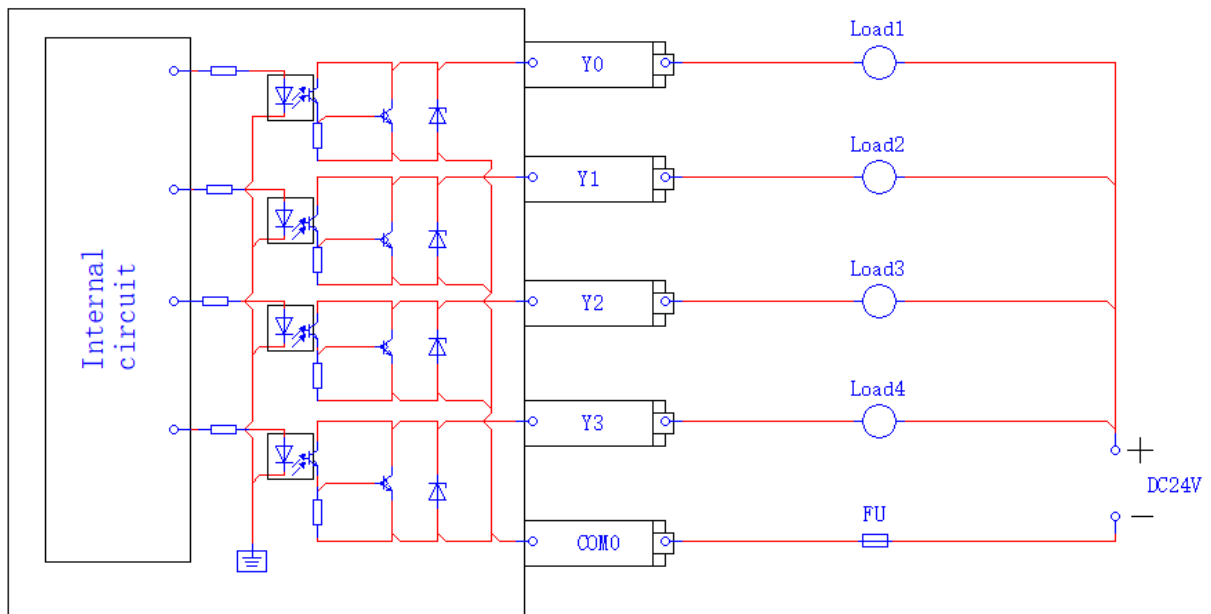 Load1
Y0
Load2
Y1
Load3
Y2
Internal
circuit
Load4
Y3
+
DC24V
—
FU
COM0